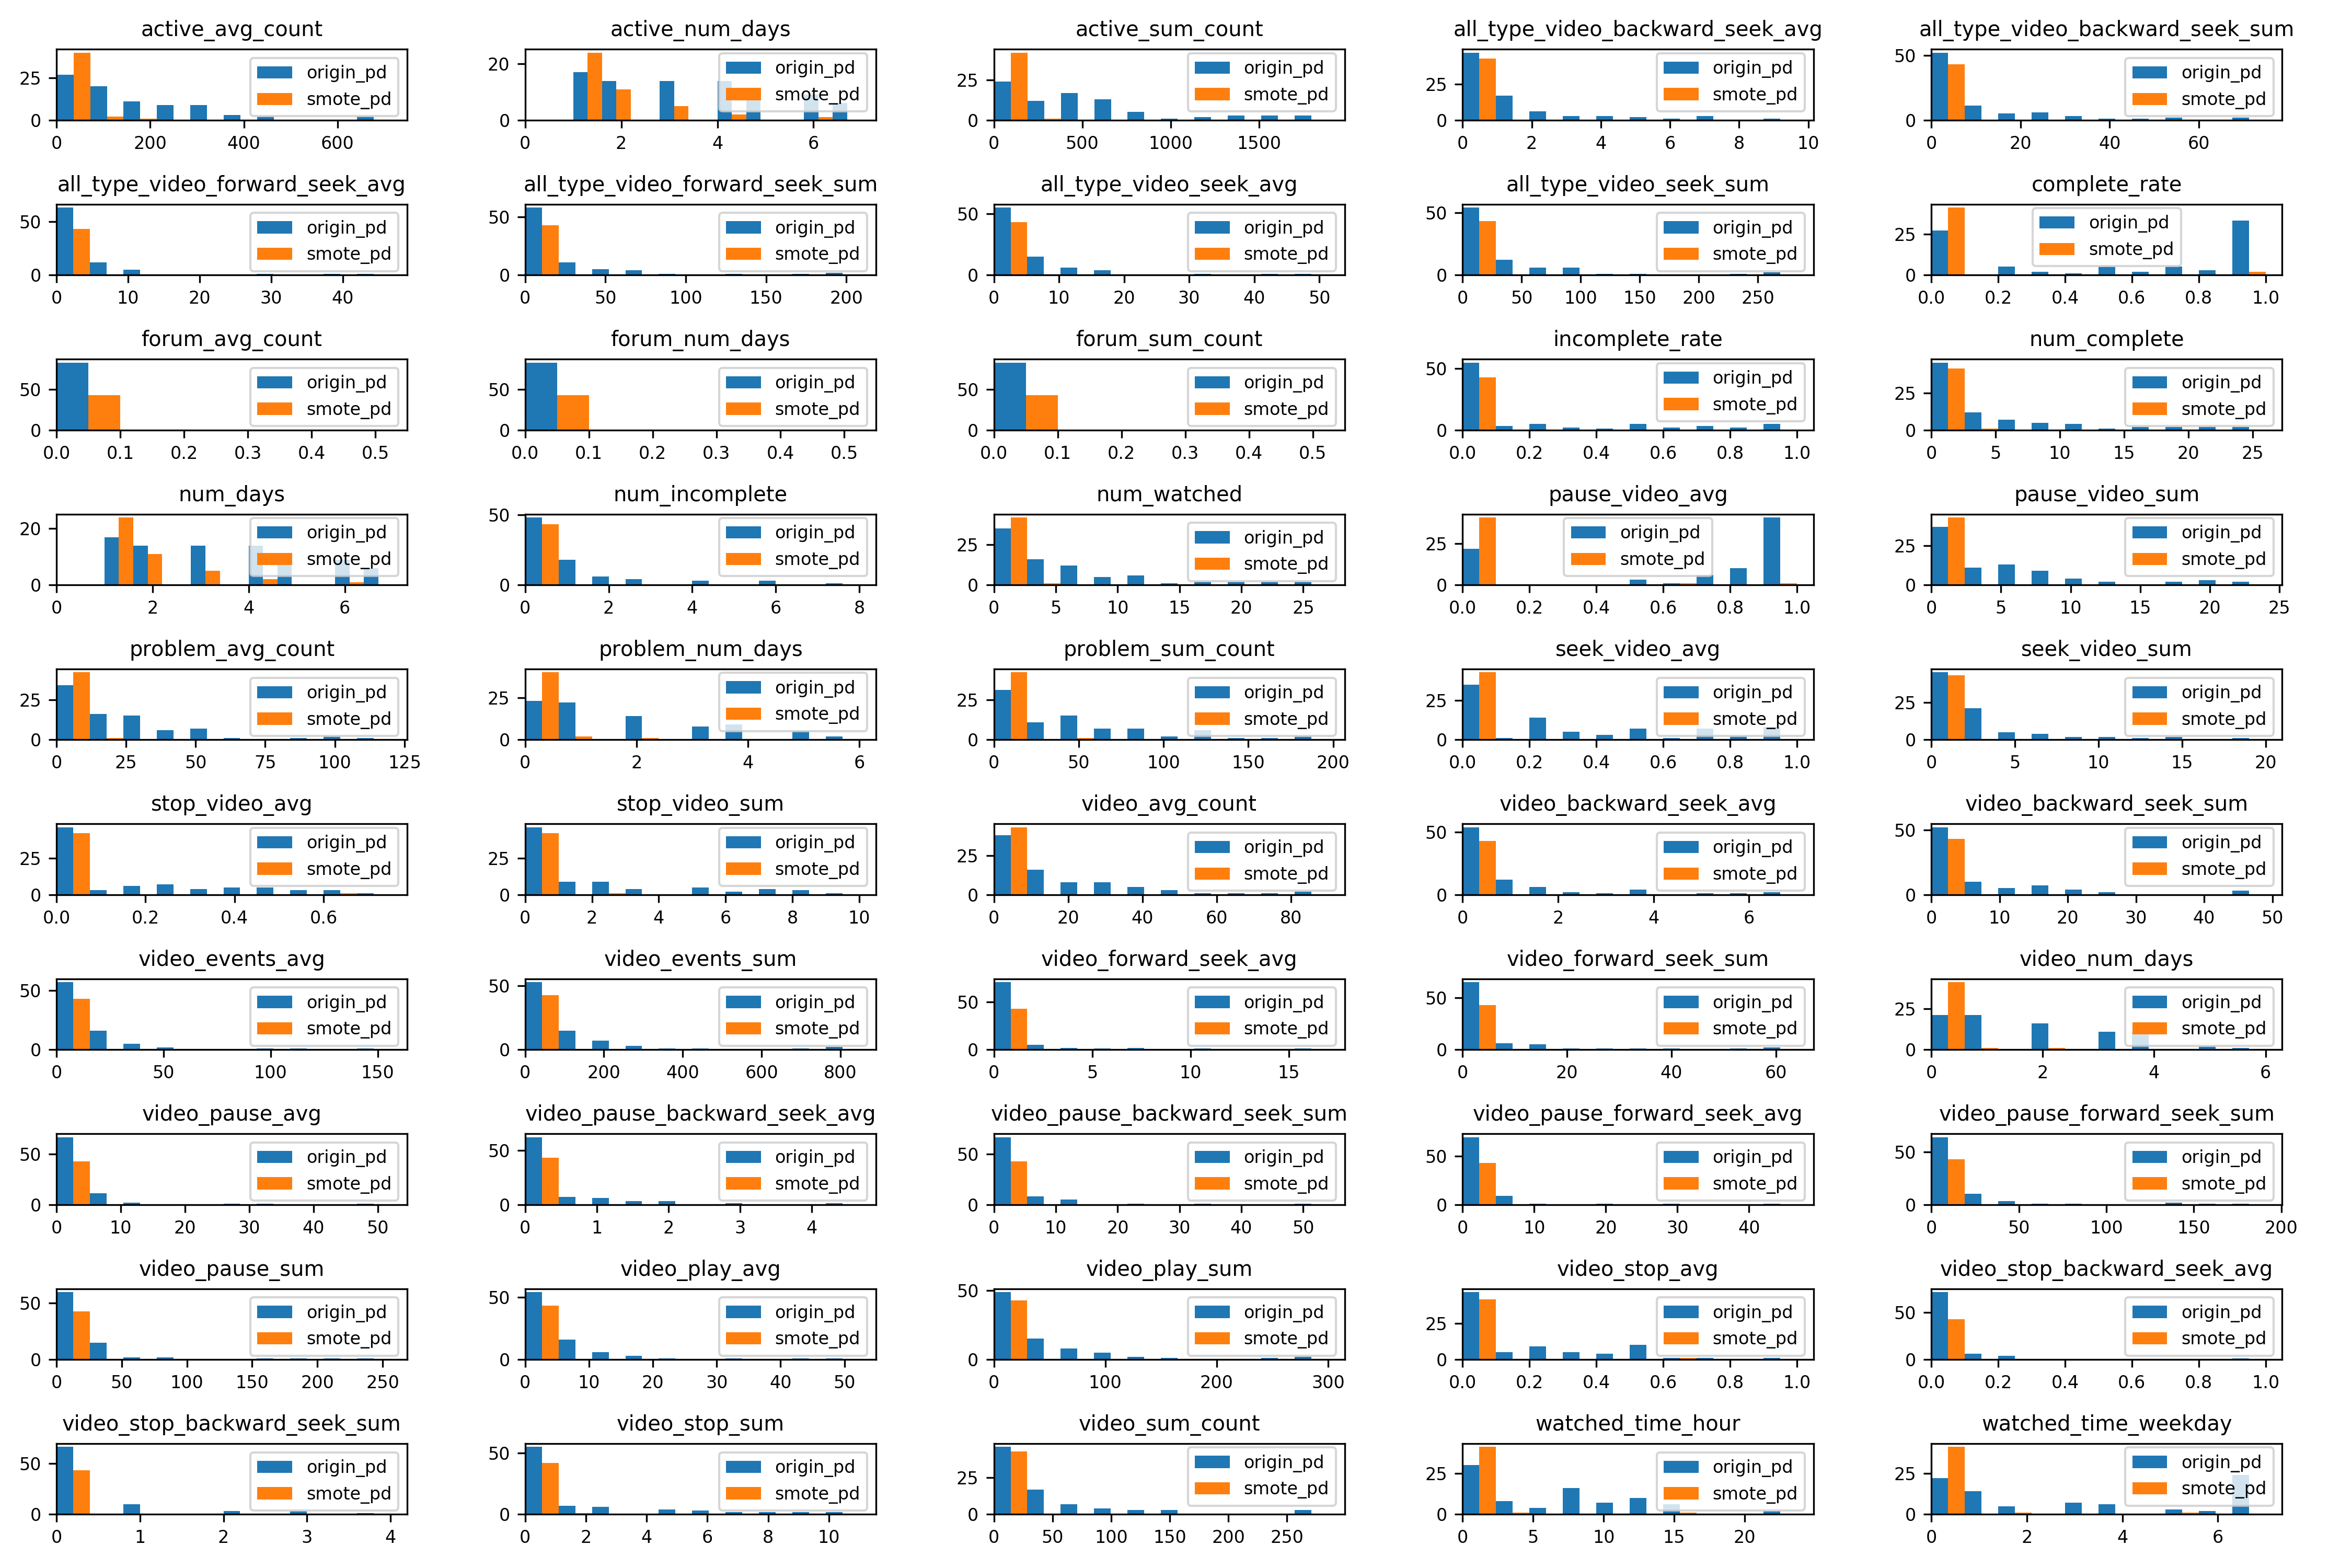 active_avg_count active_num_days active_sum_count all_type_video_backward_seek_avg all_type_video_backward_seek_sum
25 origin_pd 20 origin_pd 25 origin_pd 25 origin_pd 50 origin_pd
smote_pd smote_pd smote_pd smote_pd 25 smote_pd
0 0 0 0 0
0 200 400 600 2 4 6 0 500 1000 1500 0 2 4 6 8 10 0 20 40 60
all_type_video_forward_seek_avg all_type_video_forward_seek_sum all_type_video_seek_avg all_type_video_seek_sum complete_rate
50 origin_pd 50 origin_pd 50 origin_pd 50 origin_pd 25 origin_pd
25 smote_pd 25 smote_pd 25 smote_pd 25 smote_pd smote_pd
0 0 0 0 0
0 10 20 30 40 0 50 100 150 200 0 10 20 30 40 50 0 50 100 150 200 250 0.0 0.2 0.4 0.6 0.8 1.0
forum_avg_count forum_num_days forum_sum_count incomplete_rate num_complete
50 origin_pd 50 origin_pd 50 origin_pd 50 origin_pd 25 origin_pd
smote_pd smote_pd smote_pd 25 smote_pd smote_pd
0 0 0 0 0
0.0 0.1 0.2 0.3 0.4 0.5 0.0 0.1 0.2 0.3 0.4 0.5 0.0 0.1 0.2 0.3 0.4 0.5 0.0 0.2 0.4 0.6 0.8 1.0 0 5 10 15 20 25
num_days num_incomplete num_watched pause_video_avg pause_video_sum
20 origin_pd 50 origin_pd 25 origin_pd 25 origin_pd 25 origin_pd
10 smote_pd 25 smote_pd smote_pd smote_pd smote_pd
0 0 0 0 0
0 2 4 6 0 2 4 6 8 0 5 10 15 20 25 0.0 0.2 0.4 0.6 0.8 1.0 0 5 10 15 20 25
problem_avg_count problem_num_days problem_sum_count seek_video_avg seek_video_sum
25 origin_pd 25 origin_pd 25 origin_pd 25 origin_pd 25 origin_pd
smote_pd smote_pd smote_pd smote_pd smote_pd
0 0 0 0 0
0 25 50 75 100 125 0 2 4 6 0 50 100 150 200 0.0 0.2 0.4 0.6 0.8 1.0 0 5 10 15 20
stop_video_avg stop_video_sum video_avg_count video_backward_seek_avg video_backward_seek_sum
25 origin_pd 25 origin_pd 25 origin_pd 50 origin_pd 50 origin_pd
smote_pd smote_pd smote_pd 25 smote_pd 25 smote_pd
0 0 0 0 0
0.0 0.2 0.4 0.6 0 2 4 6 8 10 0 20 40 60 80 0 2 4 6 0 10 20 30 40 50
video_events_avg video_events_sum video_forward_seek_avg video_forward_seek_sum video_num_days
50 origin_pd 50 origin_pd 50 origin_pd 50 origin_pd 25 origin_pd
25 smote_pd 25 smote_pd 25 smote_pd smote_pd smote_pd
0 0 0 0 0
0 50 100 150 0 200 400 600 800 0 5 10 15 0 20 40 60 0 2 4 6
video_pause_avg video_pause_backward_seek_avg video_pause_backward_seek_sum video_pause_forward_seek_avg video_pause_forward_seek_sum
50 origin_pd 50 origin_pd 50 origin_pd 50 origin_pd 50 origin_pd
smote_pd 25 smote_pd smote_pd smote_pd smote_pd
0 0 0 0 0
0 10 20 30 40 50 0 1 2 3 4 0 10 20 30 40 50 0 10 20 30 40 0 50 100 150 200
video_pause_sum video_play_avg video_play_sum video_stop_avg video_stop_backward_seek_avg
50 origin_pd 50 origin_pd 50 origin_pd 25 origin_pd 50 origin_pd
25 smote_pd 25 smote_pd 25 smote_pd smote_pd smote_pd
0 0 0 0 0
0 50 100 150 200 250 0 10 20 30 40 50 0 100 200 300 0.0 0.2 0.4 0.6 0.8 1.0 0.0 0.2 0.4 0.6 0.8 1.0
video_stop_backward_seek_sum video_stop_sum video_sum_count watched_time_hour watched_time_weekday
50 origin_pd 50 origin_pd 25 origin_pd 25 origin_pd 25 origin_pd
smote_pd 25 smote_pd smote_pd smote_pd smote_pd
0 0 0 0 0
0 1 2 3 4 0 2 4 6 8 10 0 50 100 150 200 250 0 5 10 15 20 0 2 4 6